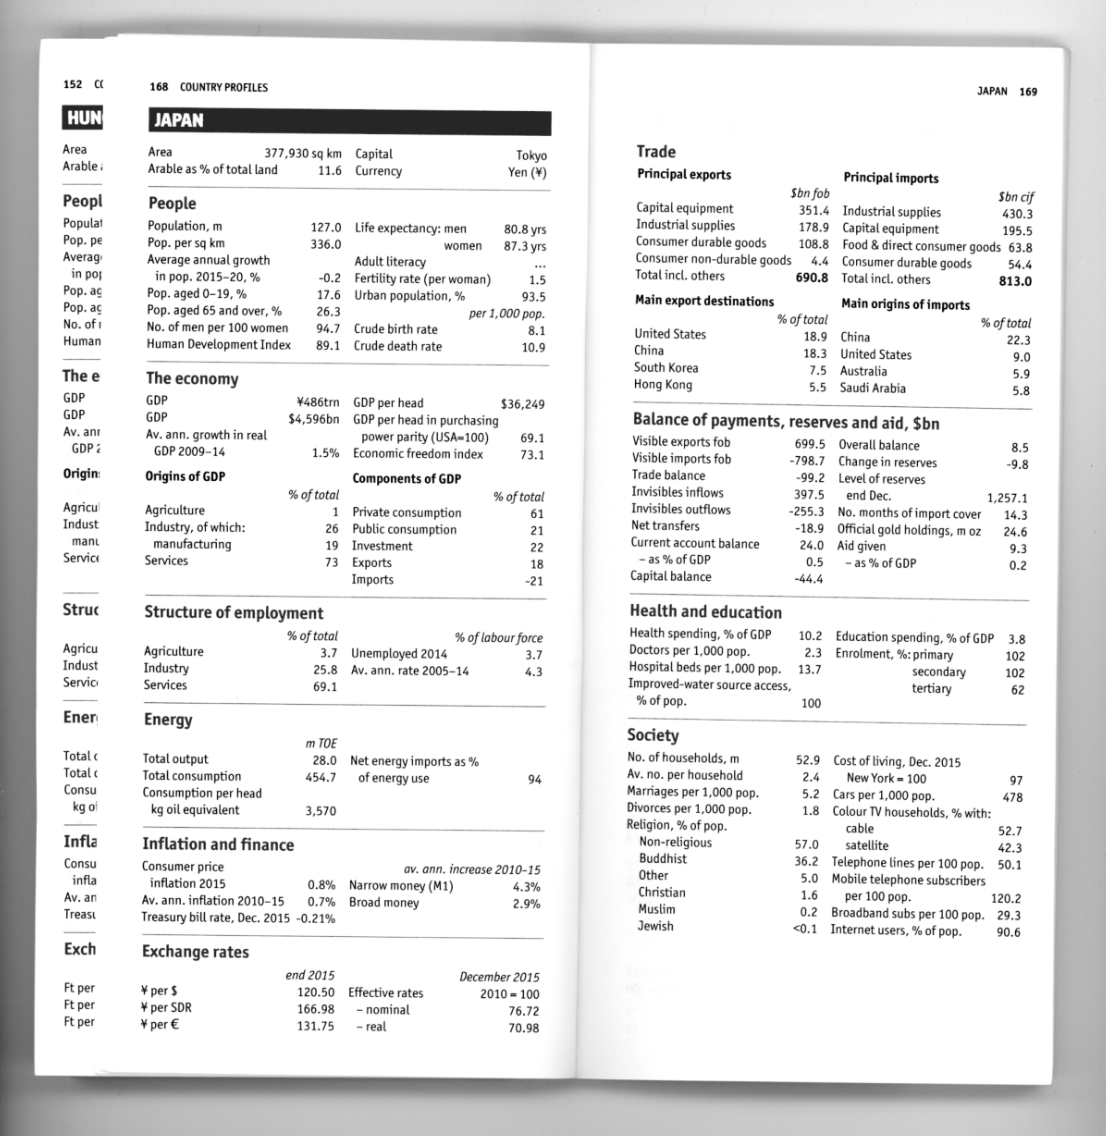 152 CO
HUN
Area
Arable
Peopl
Populat
Pop. pe
Averag
in pop
Pop. ag
Pop. ag
No. of
Human
The e
GDP
GDP
Av. ann
GDP 2
Origin
Agricul
Indust
manu
Service
Struc
Agricu
Indust
Servic
Ener
Total c
Total c
Consu
kg oi
Infla
Consu
infla
Av. an
Treasu
Exch
Ft per
Ft per
Ft per
168 COUNTRY PROFILES
JAPAN
Area 377,930 sq km Capital Tokyo
Arable as % of total land 11.6 Currency Yen (¥)
People
Population, m 127.0 Life expectancy: men 80.8 yrs
Pop. per sq km 336.0 women 87.3 yrs
Average annual growth Adult literacy ...
in pop. 2015–20, % -0.2 Fertility rate (per woman) 1.5
Pop. aged 0–19, % 17.6 Urban population, % 93.5
Pop. aged 65 and over, % 26.3 per 1,000 pop.
No. of men per 100 women 94.7 Crude birth rate 8.1
Human Development Index 89.1 Crude death rate 10.9
The economy
GDP ¥486trn GDP per head $36,249
GDP $4,596bn GDP per head in purchasing
Av. ann. growth in real power parity (USA=100) 69.1
GDP 2009–14 1.5% Economic freedom index 73.1
Origins of GDP Components of GDP
% of total % of total
Agriculture 1 Private consumption 61
Industry, of which: 26 Public consumption 21
manufacturing 19 Investment 22
Services 73 Exports 18
Imports -21
Structure of employment
% of total % of labour force
Agriculture 3.7 Unemployed 2014 3.7
Industry 25.8 Av. ann. rate 2005–14 4.3
Services 69.1
Energy
m TOE
Total output 28.0 Net energy imports as %
Total consumption 454.7 of energy use 94
Consumption per head
kg oil equivalent 3,570
Inflation and finance
Consumer price av. ann. increase 2010–15
inflation 2015 0.8% Narrow money (M1) 4.3%
Av. ann. inflation 2010–15 0.7% Broad money 2.9%
Treasury bill rate, Dec. 2015 -0.21%
Exchange rates
end 2015 December 2015
¥ per $ 120.50 Effective rates 2010 = 100
¥ per SDR 166.98 – nominal 76.72
¥ per € 131.75 – real 70.98
JAPAN 169
Trade
Principal exports Principal imports
$bn fob $bn cif
Capital equipment 351.4 Industrial supplies 430.3
Industrial supplies 178.9 Capital equipment 195.5
Consumer durable goods 108.8 Food & direct consumer goods 63.8
Consumer non-durable goods 4.4 Consumer durable goods 54.4
Total incl. others 690.8 Total incl. others 813.0
Main export destinations Main origins of imports
% of total % of total
United States 18.9 China 22.3
China 18.3 United States 9.0
South Korea 7.5 Australia 5.9
Hong Kong 5.5 Saudi Arabia 5.8
Balance of payments, reserves and aid, $bn
Visible exports fob 699.5 Overall balance 8.5
Visible imports fob -798.7 Change in reserves -9.8
Trade balance -99.2 Level of reserves
Invisibles inflows 397.5 end Dec. 1,257.1
Invisibles outflows -255.3 No. months of import cover 14.3
Net transfers -18.9 Official gold holdings, m oz 24.6
Current account balance 24.0 Aid given 9.3
– as % of GDP 0.5 – as % of GDP 0.2
Capital balance -44.4
Health and education
Health spending, % of GDP 10.2 Education spending, % of GDP 3.8
Doctors per 1,000 pop. 2.3 Enrolment, %: primary 102
Hospital beds per 1,000 pop. 13.7 secondary 102
Improved-water source access, tertiary 62
% of pop. 100
Society
No. of households, m 52.9 Cost of living, Dec. 2015
Av. no. per household 2.4 New York = 100 97
Marriages per 1,000 pop. 5.2 Cars per 1,000 pop. 478
Divorces per 1,000 pop. 1.8 Colour TV households, % with:
Religion, % of pop. cable 52.7
Non-religious 57.0 satellite 42.3
Buddhist 36.2 Telephone lines per 100 pop. 50.1
Other 5.0 Mobile telephone subscribers
Christian 1.6 per 100 pop. 120.2
Muslim 0.2 Broadband subs per 100 pop. 29.3
Jewish <0.1 Internet users, % of pop. 90.6